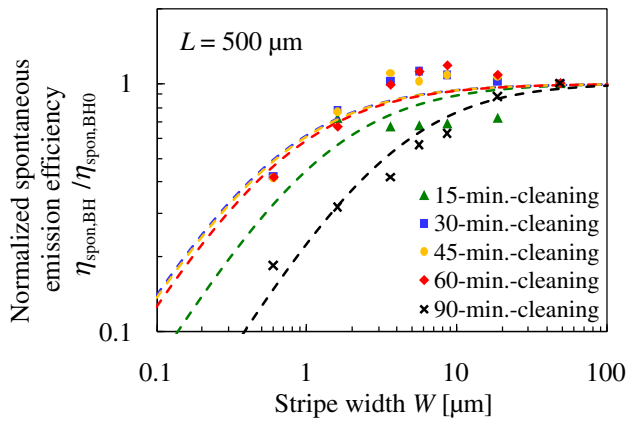 Normalized spontaneous
emission efficiency
η_spon,BH / η_spon,BH0
L = 500 μm
1
0.1
15-min.-cleaning
30-min.-cleaning
45-min.-cleaning
60-min.-cleaning
90-min.-cleaning
0.1 1 10 100
Stripe width W [μm]